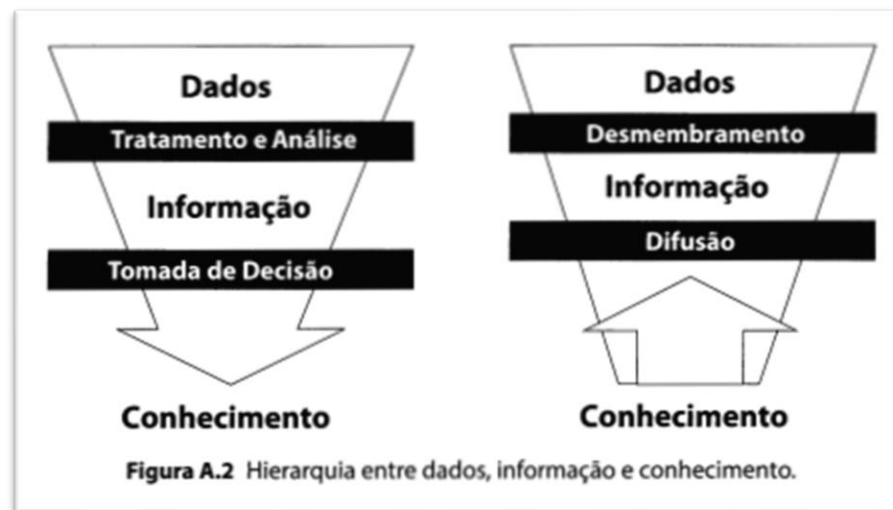 Dados
Tratamento e Análise
Informação
Tomada de Decisão
Conhecimento
Dados
Desmembramento
Informação
Difusão
Conhecimento
Figura A.2 Hierarquia entre dados, informação e conhecimento.